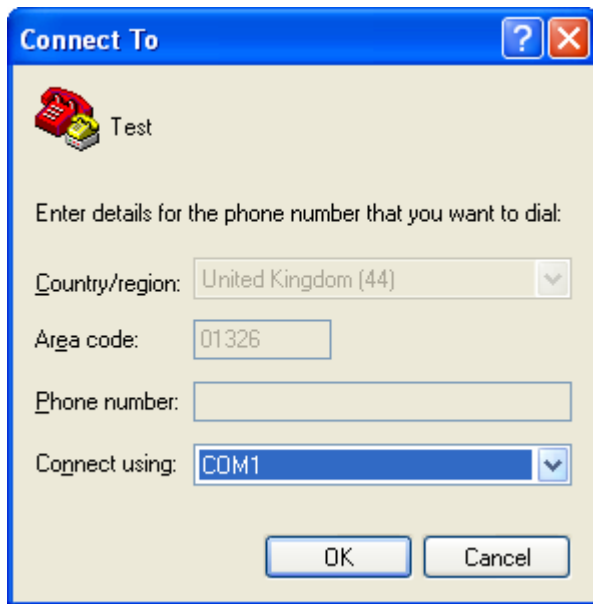 Connect To
?
Test
Enter details for the phone number that you want to dial:
Country/region: United Kingdom (44)
Area code: 01326
Phone number:
Connect using: COM1
OK Cancel